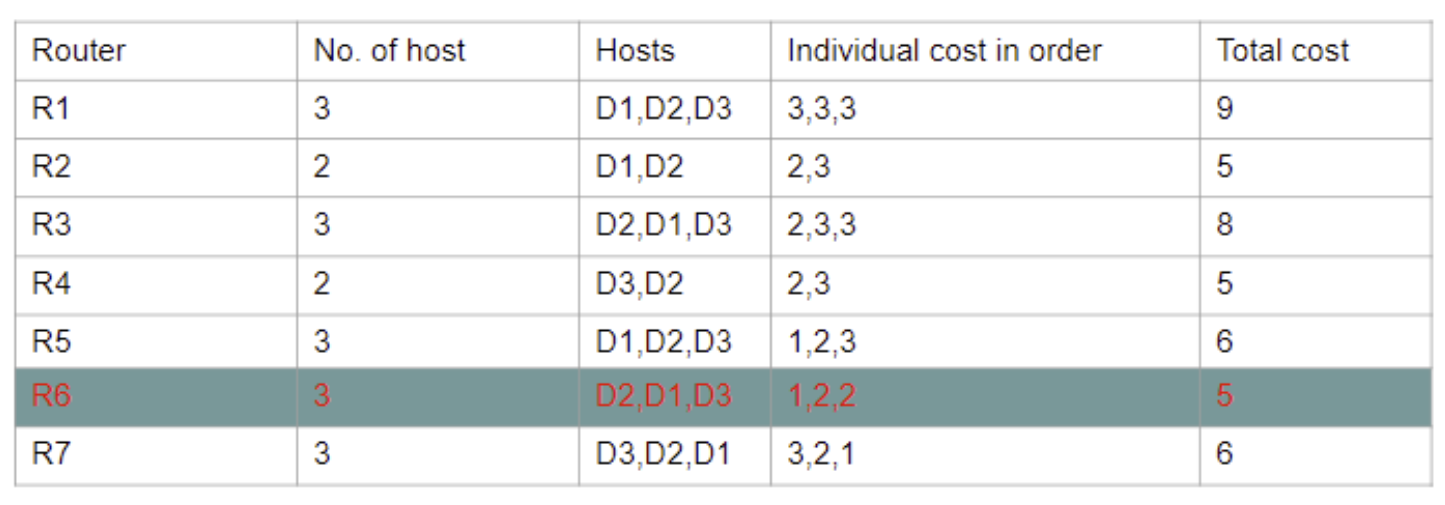 Router No. of host Hosts Individual cost in order Total cost
R1 3 D1,D2,D3 3,3,3 9
R2 2 D1,D2 2,3 5
R3 3 D2,D1,D3 2,3,3 8
R4 2 D3,D2 2,3 5
R5 3 D1,D2,D3 1,2,3 6
R6 3 D2,D1,D3 1,2,2 5
R7 3 D3,D2,D1 3,2,1 6